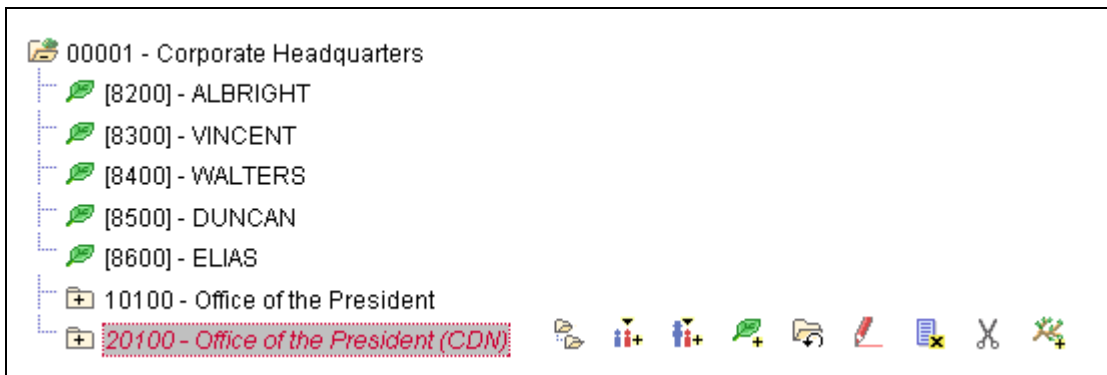 00001 - Corporate Headquarters
[8200] - ALBRIGHT
[8300] - VINCENT
[8400] - WALTERS
[8500] - DUNCAN
[8600] - ELIAS
10100 - Office of the President
20100 - Office of the President (CDN)